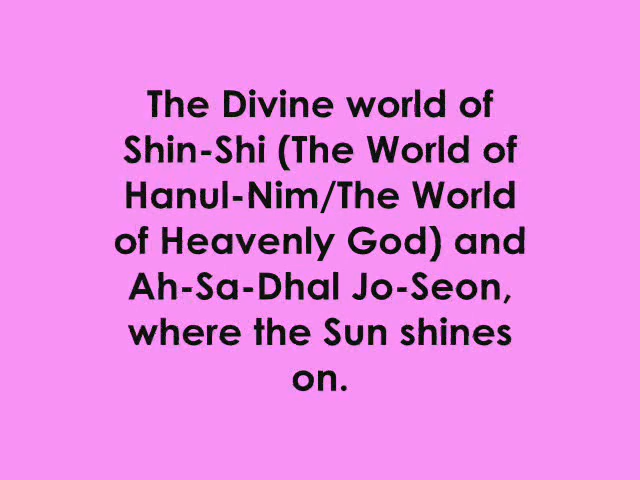 The Divine world of
Shin-Shi (The World of
Hanul-Nim/The World
of Heavenly God) and
Ah-Sa-Dhal Jo-Seon,
where the Sun shines
on.